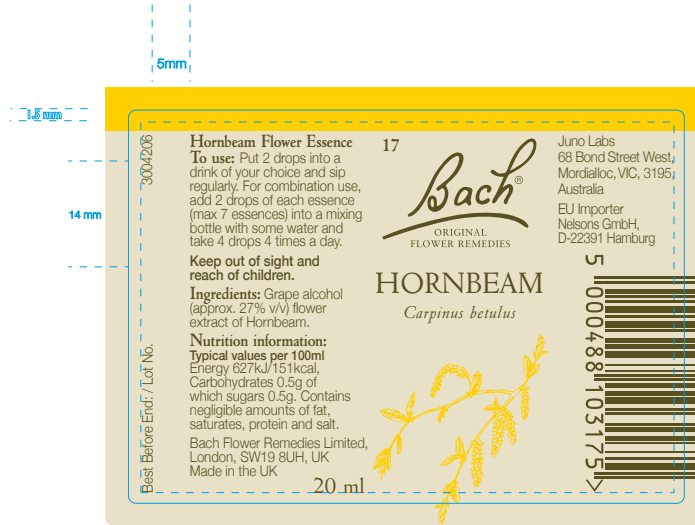 5mm
1.5 mm
14 mm
3004206
Best Before End: / Lot No.
Hornbeam Flower Essence
To use: Put 2 drops into a
drink of your choice and sip
regularly. For combination use,
add 2 drops of each essence
(max 7 essences) into a mixing
bottle with some water and
take 4 drops 4 times a day.
Keep out of sight and
reach of children.
Ingredients: Grape alcohol
(approx. 27% v/v) flower
extract of Hornbeam.
Nutrition information:
Typical values per 100ml
Energy 627kJ/151kcal,
Carbohydrates 0.5g of
which sugars 0.5g. Contains
negligible amounts of fat,
saturates, protein and salt.
Bach Flower Remedies Limited,
London, SW19 8UH, UK
Made in the UK
17
Bach®
ORIGINAL
FLOWER REMEDIES
HORNBEAM
Carpinus betulus
20 ml
Juno Labs
68 Bond Street West,
Mordialloc, VIC, 3195,
Australia
EU Importer
Nelsons GmbH,
D-22391 Hamburg
5 000488 103175 >